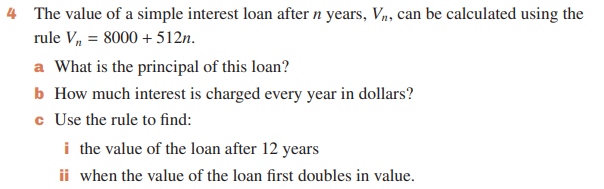 4 The value of a simple interest loan after n years, Vₙ, can be calculated using the
rule Vₙ = 8000 + 512n.
a What is the principal of this loan?
b How much interest is charged every year in dollars?
c Use the rule to find:
i the value of the loan after 12 years
ii when the value of the loan first doubles in value.